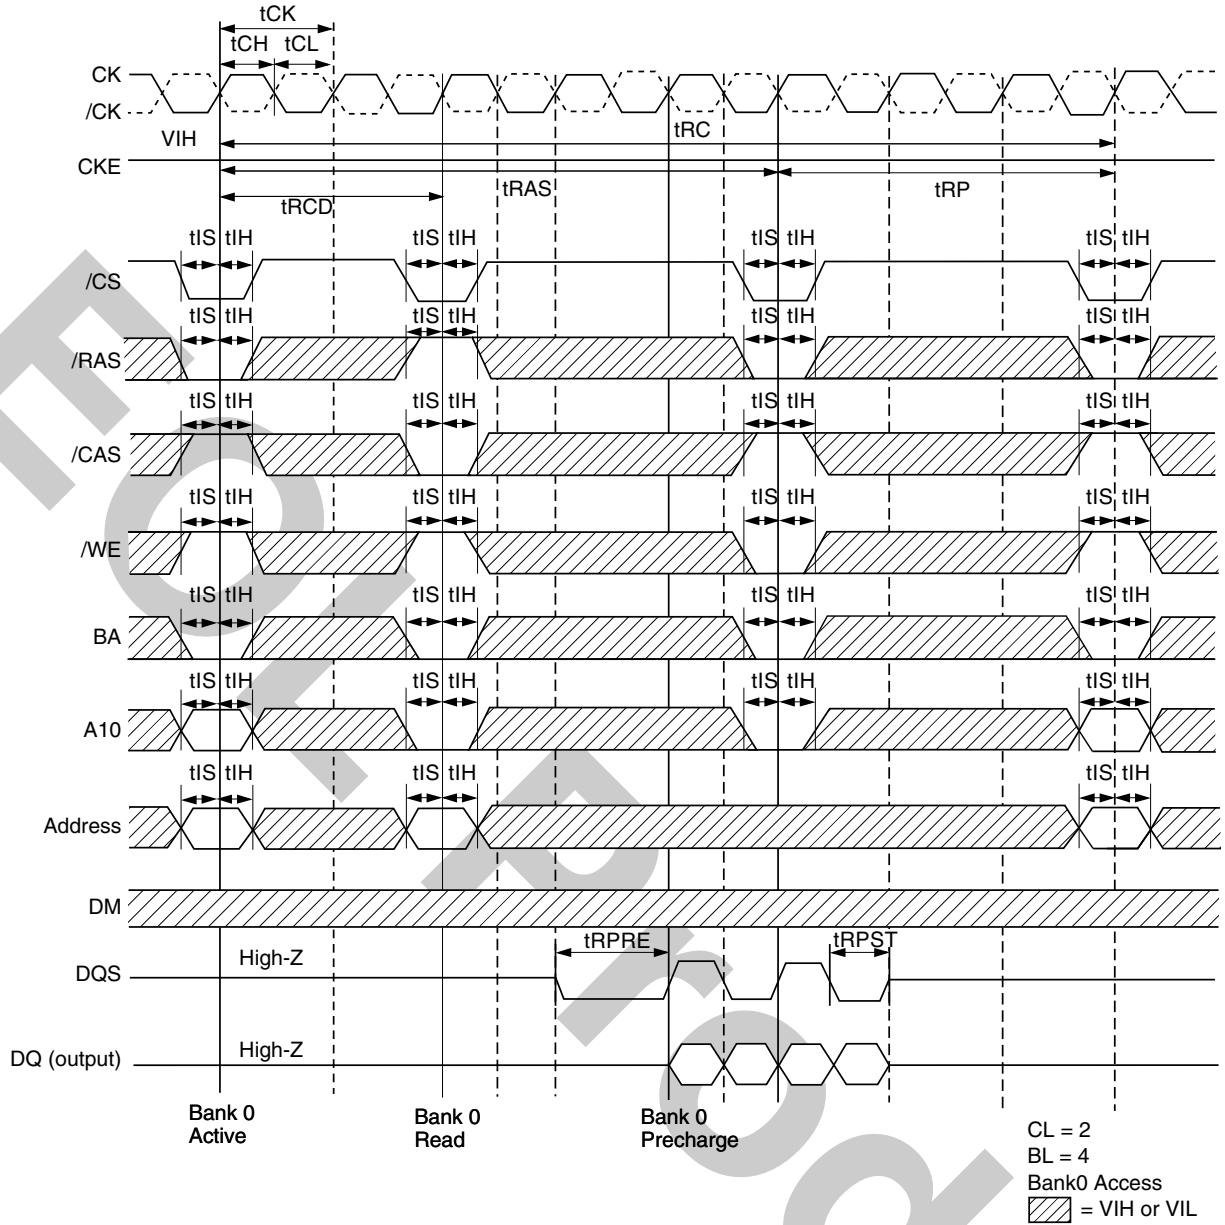 tCK
tCH tCL
CK
/CK
VIH
tRC
CKE
tRAS
tRP
tRCD
tIS tIH tIS tIH tIS tIH tIS tIH
/CS
tIS tIH tIS tIH tIS tIH tIS tIH
/RAS
tIS tIH tIS tIH tIS tIH tIS tIH
/CAS
tIS tIH tIS tIH tIS tIH tIS tIH
/WE
tIS tIH tIS tIH tIS tIH tIS tIH
BA
tIS tIH tIS tIH tIS tIH tIS tIH
A10
tIS tIH tIS tIH tIS tIH
Address
DM
tRPRE tRPST
High-Z
DQS
High-Z
DQ (output)
Bank 0
Active
Bank 0
Read
Bank 0
Precharge
CL = 2
BL = 4
Bank0 Access
= VIH or VIL
EOL Prod